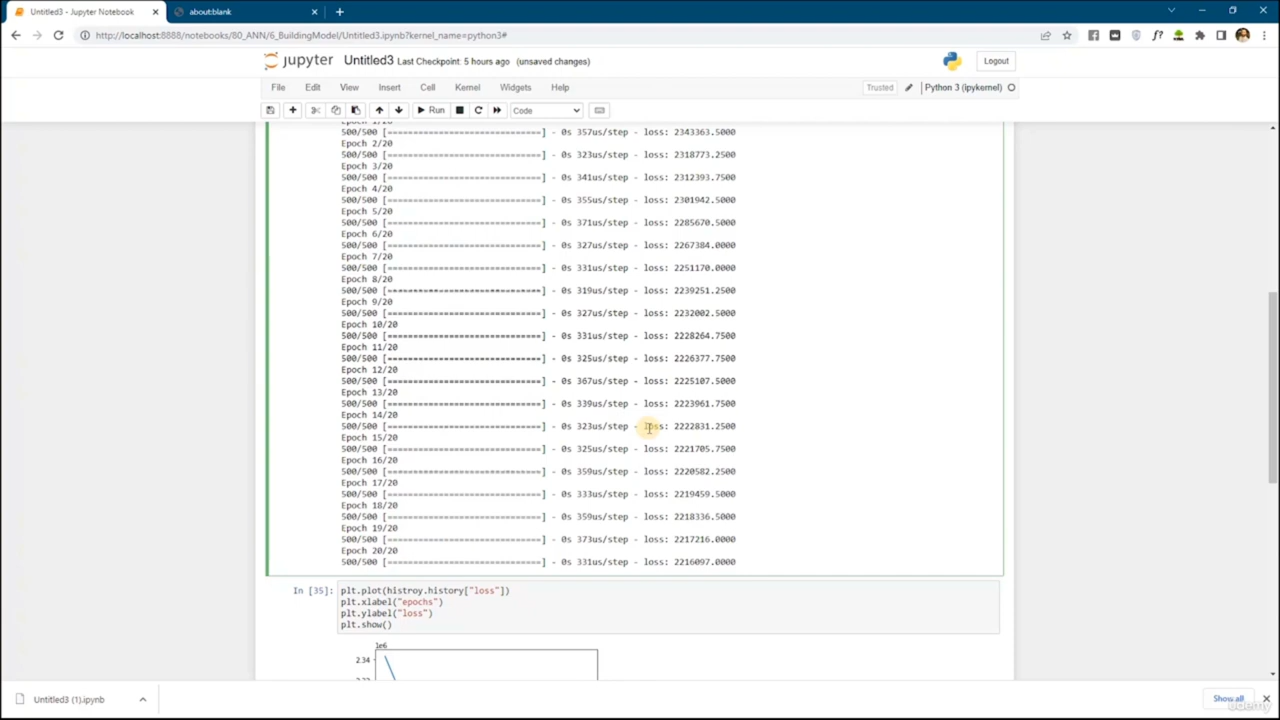 Untitled3 - Jupyter Notebook
about:blank
http://localhost:8888/notebooks/80_ANN/6_BuildingModel/Untitled3.ipynb?kernel_name=python3#
jupyter Untitled3 Last Checkpoint: 5 hours ago (unsaved changes)
Logout
File Edit View Insert Cell Kernel Widgets Help
Trusted
Python 3 (ipykernel)
Run
Code
Epoch 1/20
500/500 [==============================] - 0s 357us/step - loss: 2343363.5000
Epoch 2/20
500/500 [==============================] - 0s 323us/step - loss: 2318773.2500
Epoch 3/20
500/500 [==============================] - 0s 341us/step - loss: 2312393.7500
Epoch 4/20
500/500 [==============================] - 0s 355us/step - loss: 2301942.5000
Epoch 5/20
500/500 [==============================] - 0s 371us/step - loss: 2285670.5000
Epoch 6/20
500/500 [==============================] - 0s 327us/step - loss: 2267384.0000
Epoch 7/20
500/500 [==============================] - 0s 331us/step - loss: 2251170.0000
Epoch 8/20
500/500 [==============================] - 0s 319us/step - loss: 2239251.2500
Epoch 9/20
500/500 [==============================] - 0s 327us/step - loss: 2232002.5000
Epoch 10/20
500/500 [==============================] - 0s 331us/step - loss: 2228264.7500
Epoch 11/20
500/500 [==============================] - 0s 325us/step - loss: 2226377.7500
Epoch 12/20
500/500 [==============================] - 0s 367us/step - loss: 2225107.5000
Epoch 13/20
500/500 [==============================] - 0s 339us/step - loss: 2223961.7500
Epoch 14/20
500/500 [==============================] - 0s 323us/step - loss: 2222831.2500
Epoch 15/20
500/500 [==============================] - 0s 325us/step - loss: 2221705.7500
Epoch 16/20
500/500 [==============================] - 0s 359us/step - loss: 2220582.2500
Epoch 17/20
500/500 [==============================] - 0s 333us/step - loss: 2219459.5000
Epoch 18/20
500/500 [==============================] - 0s 359us/step - loss: 2218336.5000
Epoch 19/20
500/500 [==============================] - 0s 373us/step - loss: 2217216.0000
Epoch 20/20
500/500 [==============================] - 0s 331us/step - loss: 2216097.0000
In [35]: plt.plot(histroy.history["loss"])
plt.xlabel("epochs")
plt.ylabel("loss")
plt.show()
1e6
2.34
Untitled3 (1).ipynb
Show all
udemy